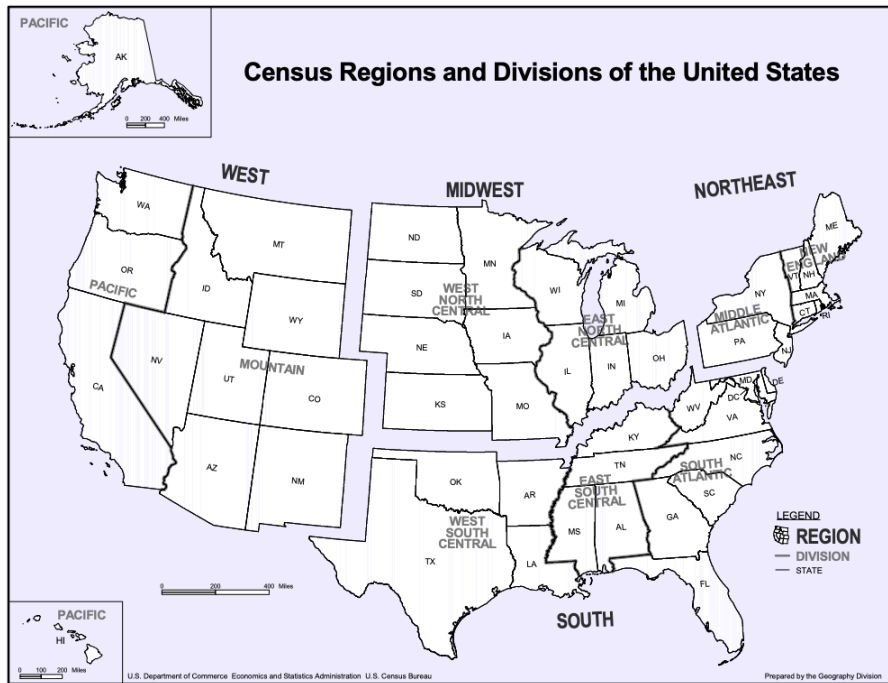 PACIFIC
AK
0 200 400 Miles
Census Regions and Divisions of the United States
WEST
MIDWEST
NORTHEAST
WA
MT
ND
MN
ME
OR
ID
SD
WI
MI
NY
VT
NH
NEW
ENGLAND
PACIFIC
WY
WEST
NORTH
CENTRAL
EAST
NORTH
CENTRAL
MIDDLE
ATLANTIC
MA
CT
RI
NV
NE
IA
PA
NJ
CA
UT
MOUNTAIN
CO
KS
MO
IL
IN
OH
WV
MD
DE
DC
VA
AZ
NM
OK
AR
KY
TN
NC
SOUTH
ATLANTIC
SC
TX
WEST
SOUTH
CENTRAL
LA
EAST
SOUTH
CENTRAL
MS
AL
GA
FL
SOUTH
LEGEND
REGION
DIVISION
STATE
0 200 400 Miles
PACIFIC
HI
0 100 200 Miles
U.S. Department of Commerce Economics and Statistics Administration U.S. Census Bureau
Prepared by the Geography Division